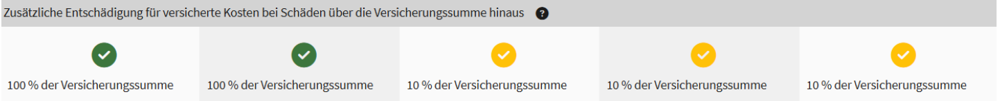 Zusätzliche Entschädigung für versicherte Kosten bei Schäden über die Versicherungssumme hinaus ?
100 % der Versicherungssumme 100 % der Versicherungssumme 10 % der Versicherungssumme 10 % der Versicherungssumme 10 % der Versicherungssumme